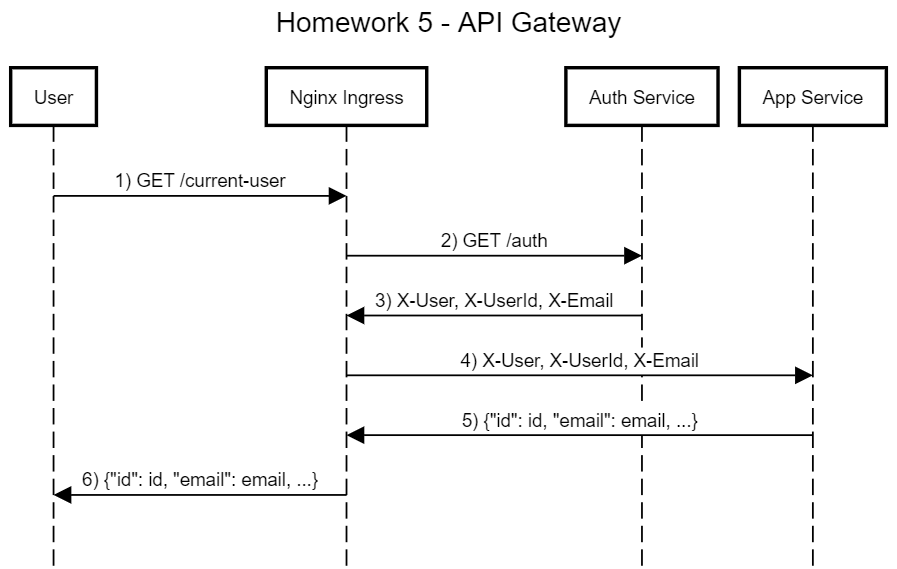 Homework 5 - API Gateway
User
Nginx Ingress
Auth Service
App Service
1) GET /current-user
2) GET /auth
3) X-User, X-UserId, X-Email
4) X-User, X-UserId, X-Email
5) {"id": id, "email": email, ...}
6) {"id": id, "email": email, ...}